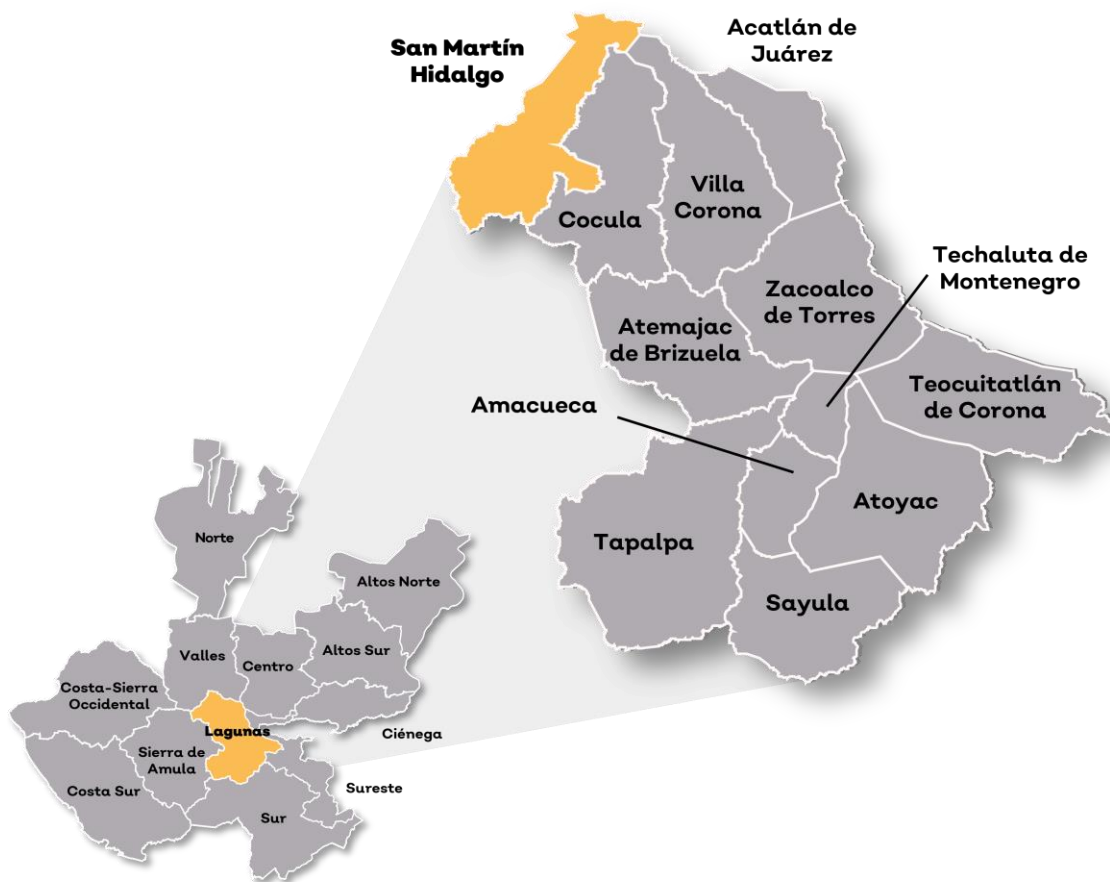 San Martín
Hidalgo
Acatlán de
Juárez
Villa
Corona
Cocula
Techaluta de
Montenegro
Zacoalco
de Torres
Atemajac
de Brizuela
Teocuitatlán
de Corona
Amacueca
Atoyac
Tapalpa
Sayula
Norte
Altos Norte
Valles
Centro
Altos Sur
Costa-Sierra
Occidental
Lagunas
Ciénega
Sierra de
Amula
Costa Sur
Sureste
Sur